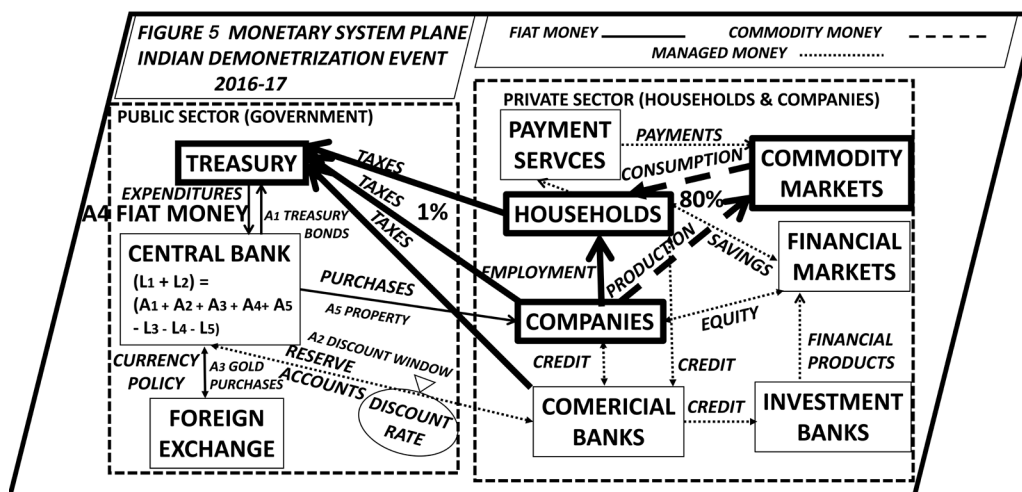 FIGURE 5 MONETARY SYSTEM PLANE
INDIAN DEMONETRIZATION EVENT
2016-17
FIAT MONEY
COMMODITY MONEY
MANAGED MONEY
PUBLIC SECTOR (GOVERNMENT)
PRIVATE SECTOR (HOUSEHOLDS & COMPANIES)
TREASURY
EXPENDITURES
A4 FIAT MONEY
A1 TREASURY
BONDS
CENTRAL BANK
(L1 + L2) =
(A1 + A2 + A3 + A4+ A5
- L3 - L4 - L5)
CURRENCY
POLICY
A3 GOLD
PURCHASES
FOREIGN
EXCHANGE
TAXES
TAXES
TAXES
1%
PURCHASES
A5 PROPERTY
A2 DISCOUNT WINDOW
RESERVE
ACCOUNTS
DISCOUNT
RATE
PAYMENT
SERVCES
PAYMENTS
CONSUMPTION
COMMODITY
MARKETS
HOUSEHOLDS
80%
SAVINGS
PRODUCTION
EMPLOYMENT
FINANCIAL
MARKETS
COMPANIES
EQUITY
FINANCIAL
PRODUCTS
CREDIT
CREDIT
COMERICIAL
BANKS
CREDIT
INVESTMENT
BANKS